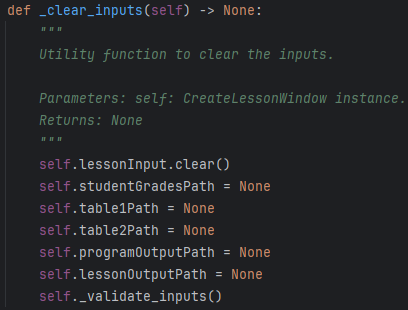 def _clear_inputs(self) -> None:
    """
    Utility function to clear the inputs.

    Parameters: self: CreateLessonWindow instance.
    Returns: None
    """
    self.lessonInput.clear()
    self.studentGradesPath = None
    self.table1Path = None
    self.table2Path = None
    self.programOutputPath = None
    self.lessonOutputPath = None
    self._validate_inputs()